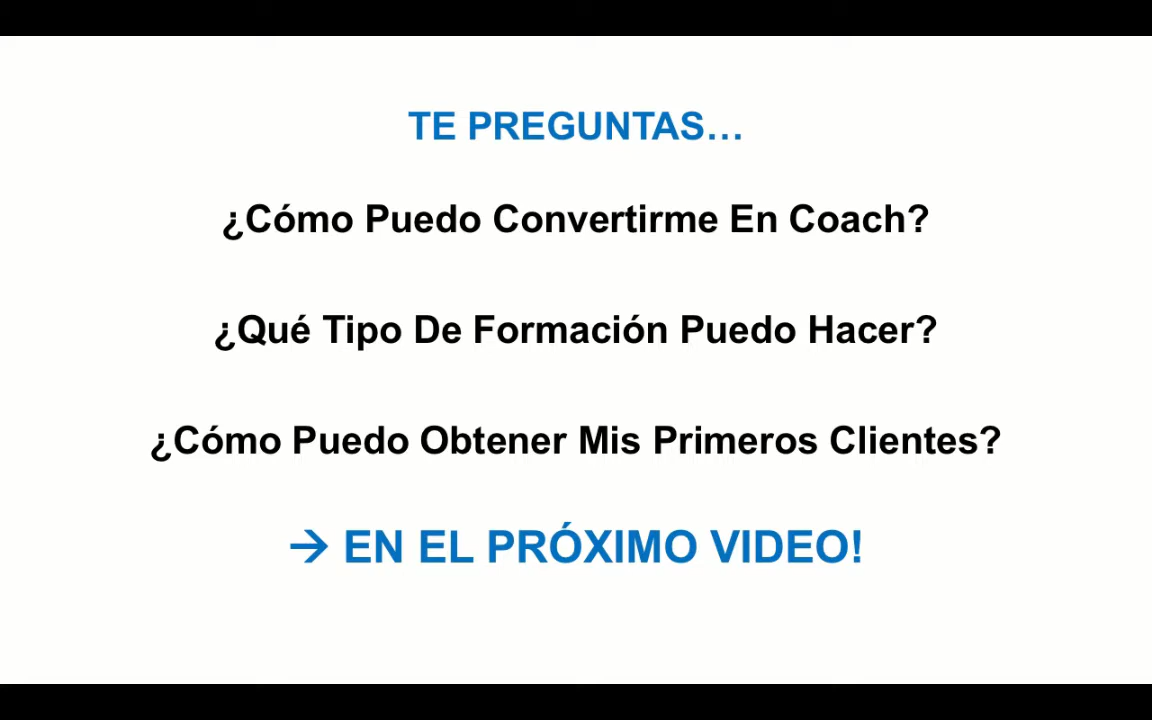 TE PREGUNTAS…
¿Cómo Puedo Convertirme En Coach?
¿Qué Tipo De Formación Puedo Hacer?
¿Cómo Puedo Obtener Mis Primeros Clientes?
→ EN EL PRÓXIMO VIDEO!